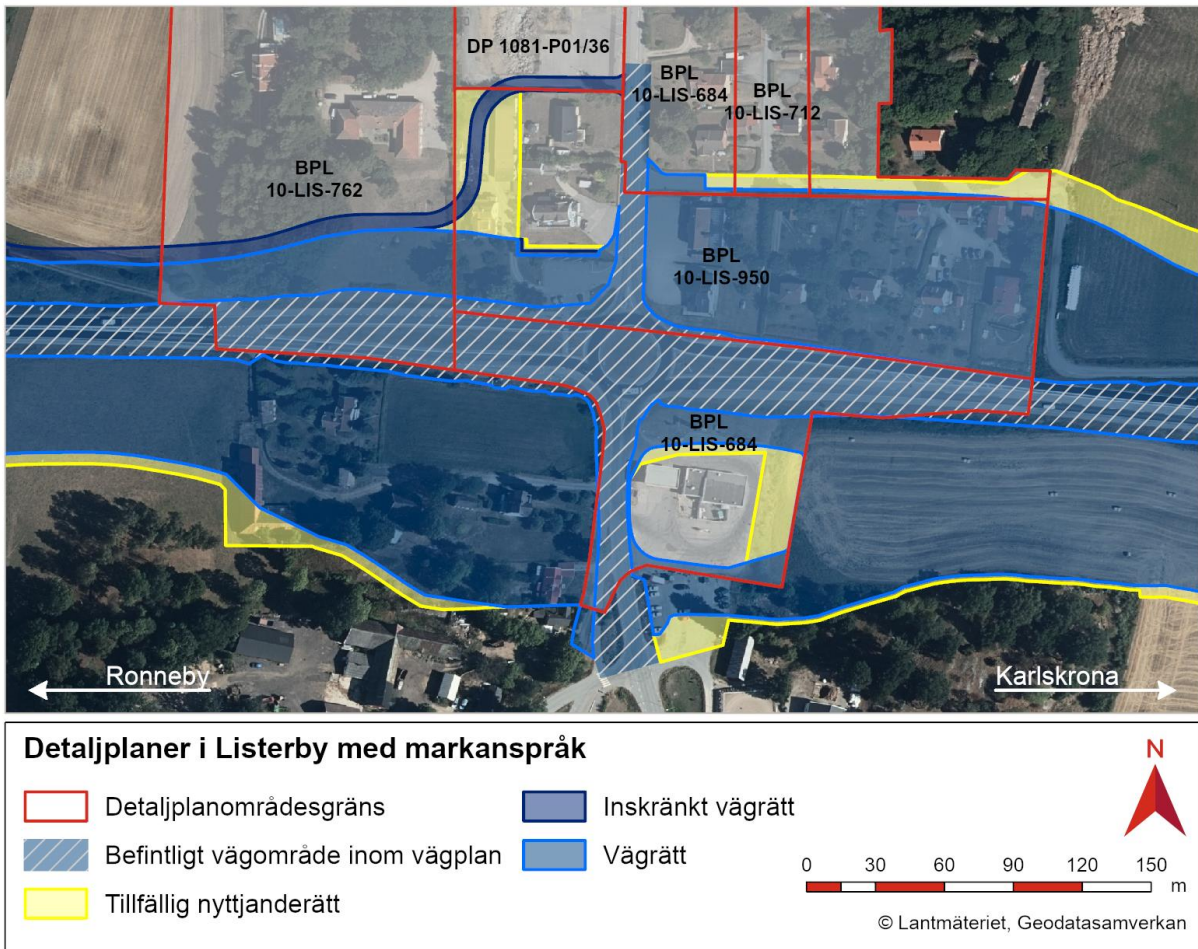 DP 1081-P01/36
BPL
10-LIS-684
BPL
10-LIS-712
BPL
10-LIS-762
BPL
10-LIS-950
BPL
10-LIS-684
Ronneby
Karlskrona
Detaljplaner i Listerby med markanspråk
Detaljplanområdesgräns
Befintligt vägområde inom vägplan
Tillfällig nyttjanderätt
Inskränkt vägrätt
Vägrätt
N
0 30 60 90 120 150
m
© Lantmäteriet, Geodatasamverkan